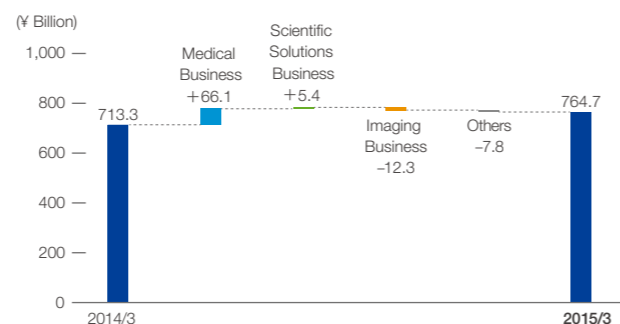 (¥ Billion)
1,000
800
600
400
200
0
713.3
Medical
Business
+66.1
Scientific
Solutions
Business
+5.4
Imaging
Business
–12.3
Others
–7.8
764.7
2014/3
2015/3